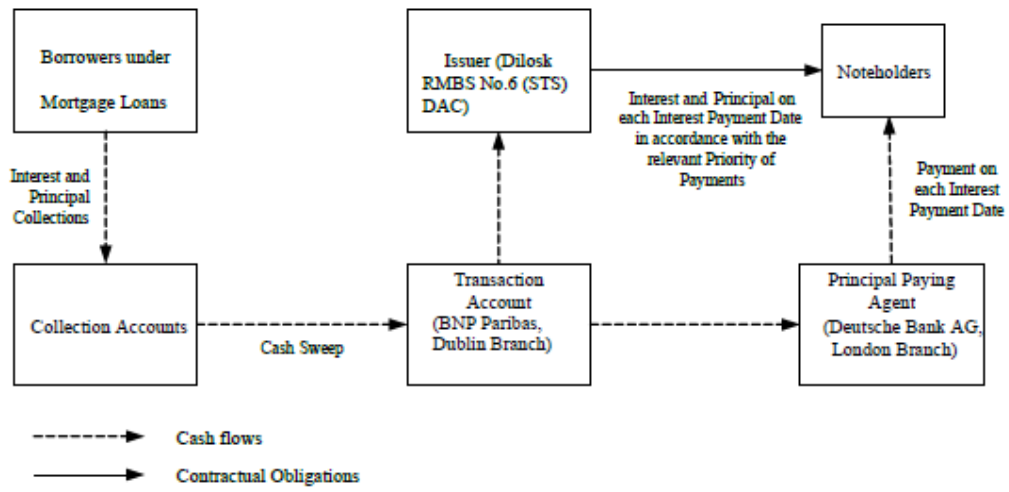 Borrowers under
Mortgage Loans
Issuer (Dilosk
RMBS No.6 (STS)
DAC)
Noteholders
Interest and Principal on
each Interest Payment Date
in accordance with the
relevant Priority of
Payments
Interest and
Principal
Collections
Payment on
each Interest
Payment Date
Collection Accounts
Cash Sweep
Transaction
Account
(BNP Paribas,
Dublin Branch)
Principal Paying
Agent
(Deutsche Bank AG,
London Branch)
Cash flows
Contractual Obligations